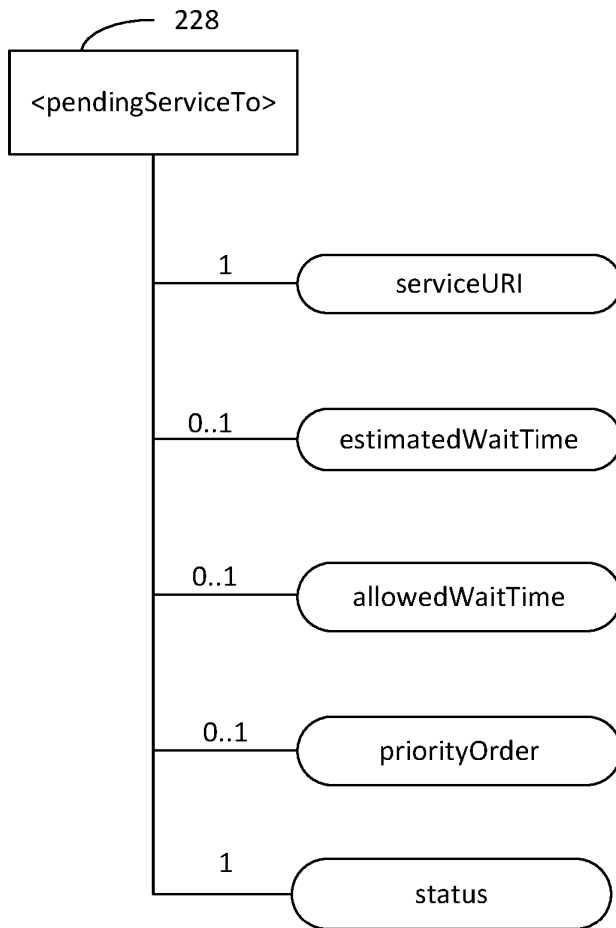 228
<pendingServiceTo>
1
serviceURI
0..1
estimatedWaitTime
0..1
allowedWaitTime
0..1
priorityOrder
1
status